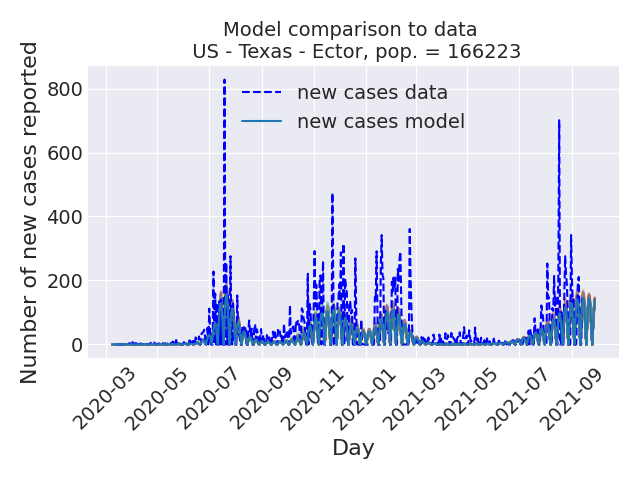 Model comparison to data
US - Texas - Ector, pop. = 166223
new cases data
new cases model
Number of new cases reported
800
600
400
200
0
2020-03
2020-05
2020-07
2020-09
2020-11
2021-01
2021-03
2021-05
2021-07
2021-09
Day